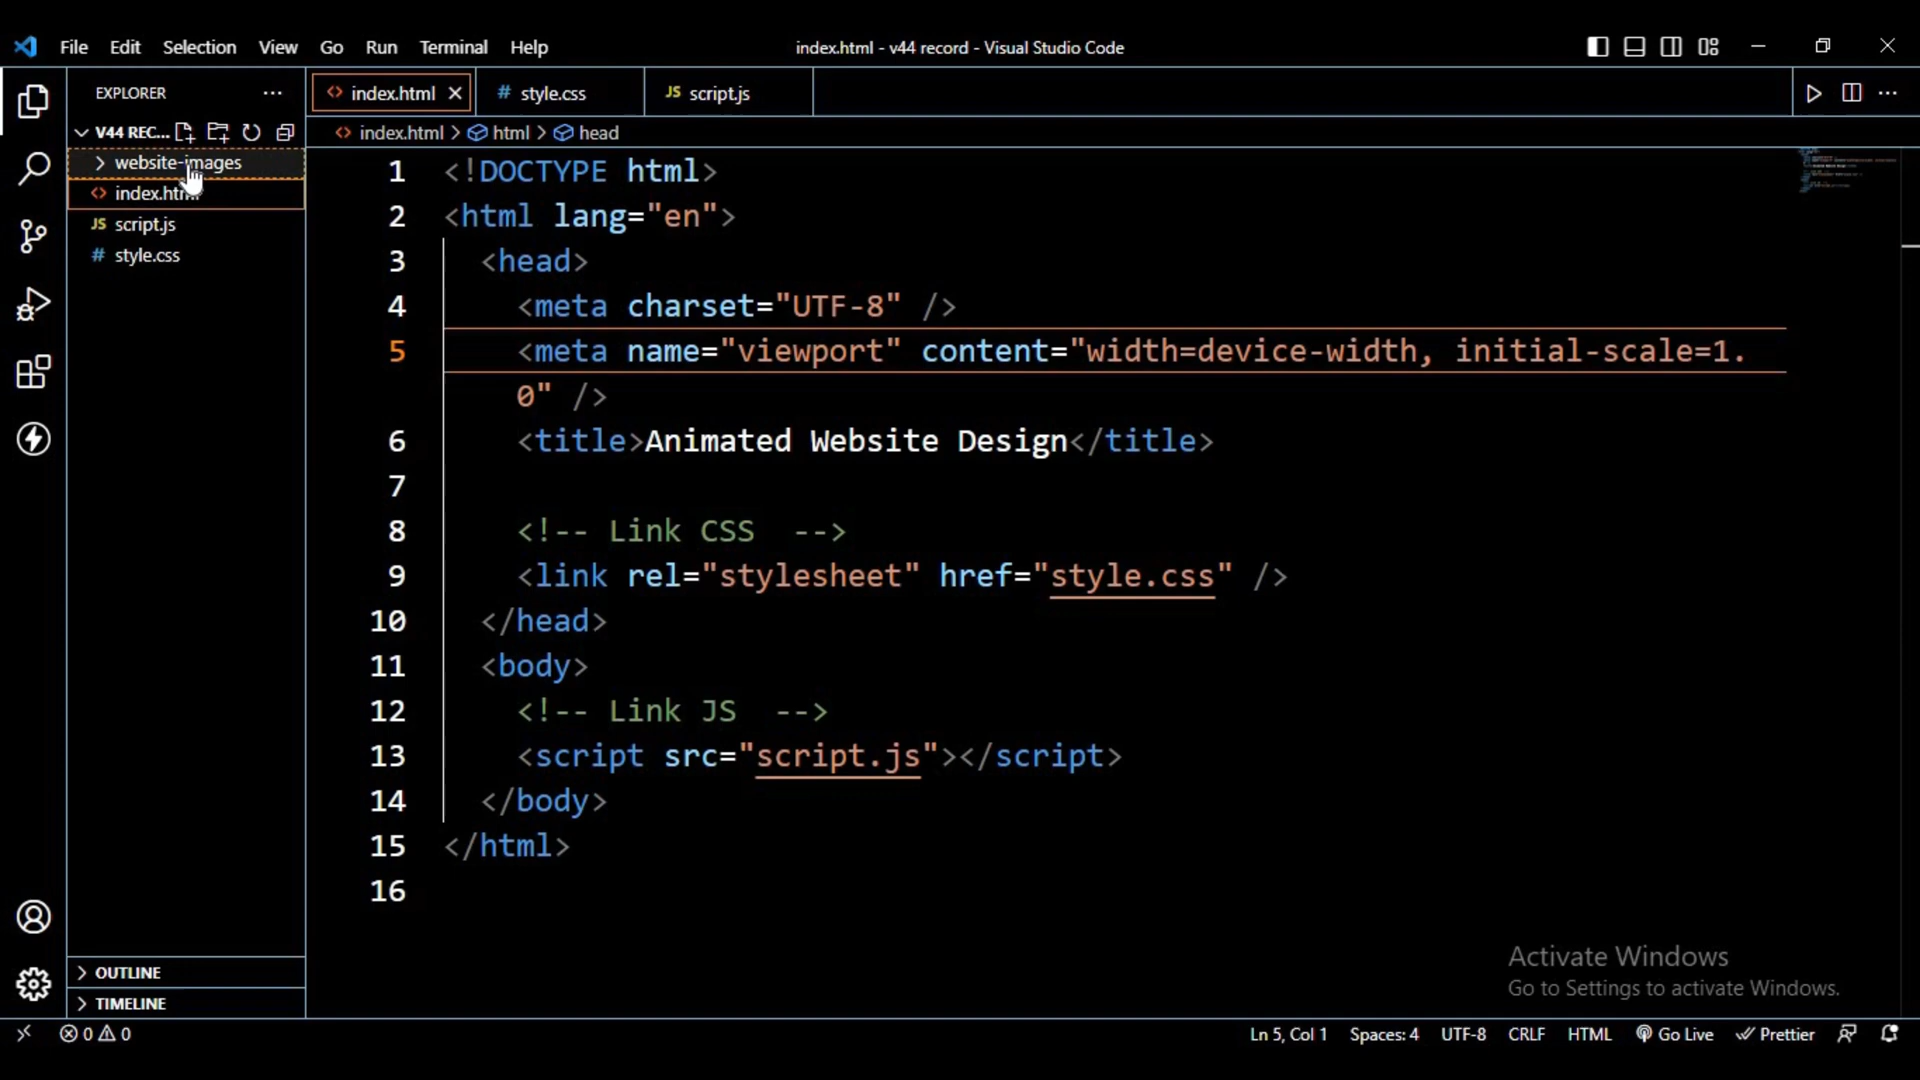 File Edit Selection View Go Run Terminal Help index.html - v44 record - Visual Studio Code
EXPLORER ...
V44 REC...
website-images
index.html
script.js
style.css
OUTLINE
TIMELINE
<> index.html # style.css JS script.js
<> index.html > html > head
1 <!DOCTYPE html>
2 <html lang="en">
3 <head>
4 <meta charset="UTF-8" />
5 <meta name="viewport" content="width=device-width, initial-scale=1.
0" />
6 <title>Animated Website Design</title>
7
8 <!-- Link CSS  -->
9 <link rel="stylesheet" href="style.css" />
10 </head>
11 <body>
12 <!-- Link JS  -->
13 <script src="script.js"></script>
14 </body>
15 </html>
16
Activate Windows
Go to Settings to activate Windows.
0 0 Ln 5, Col 1 Spaces: 4 UTF-8 CRLF HTML Go Live Prettier